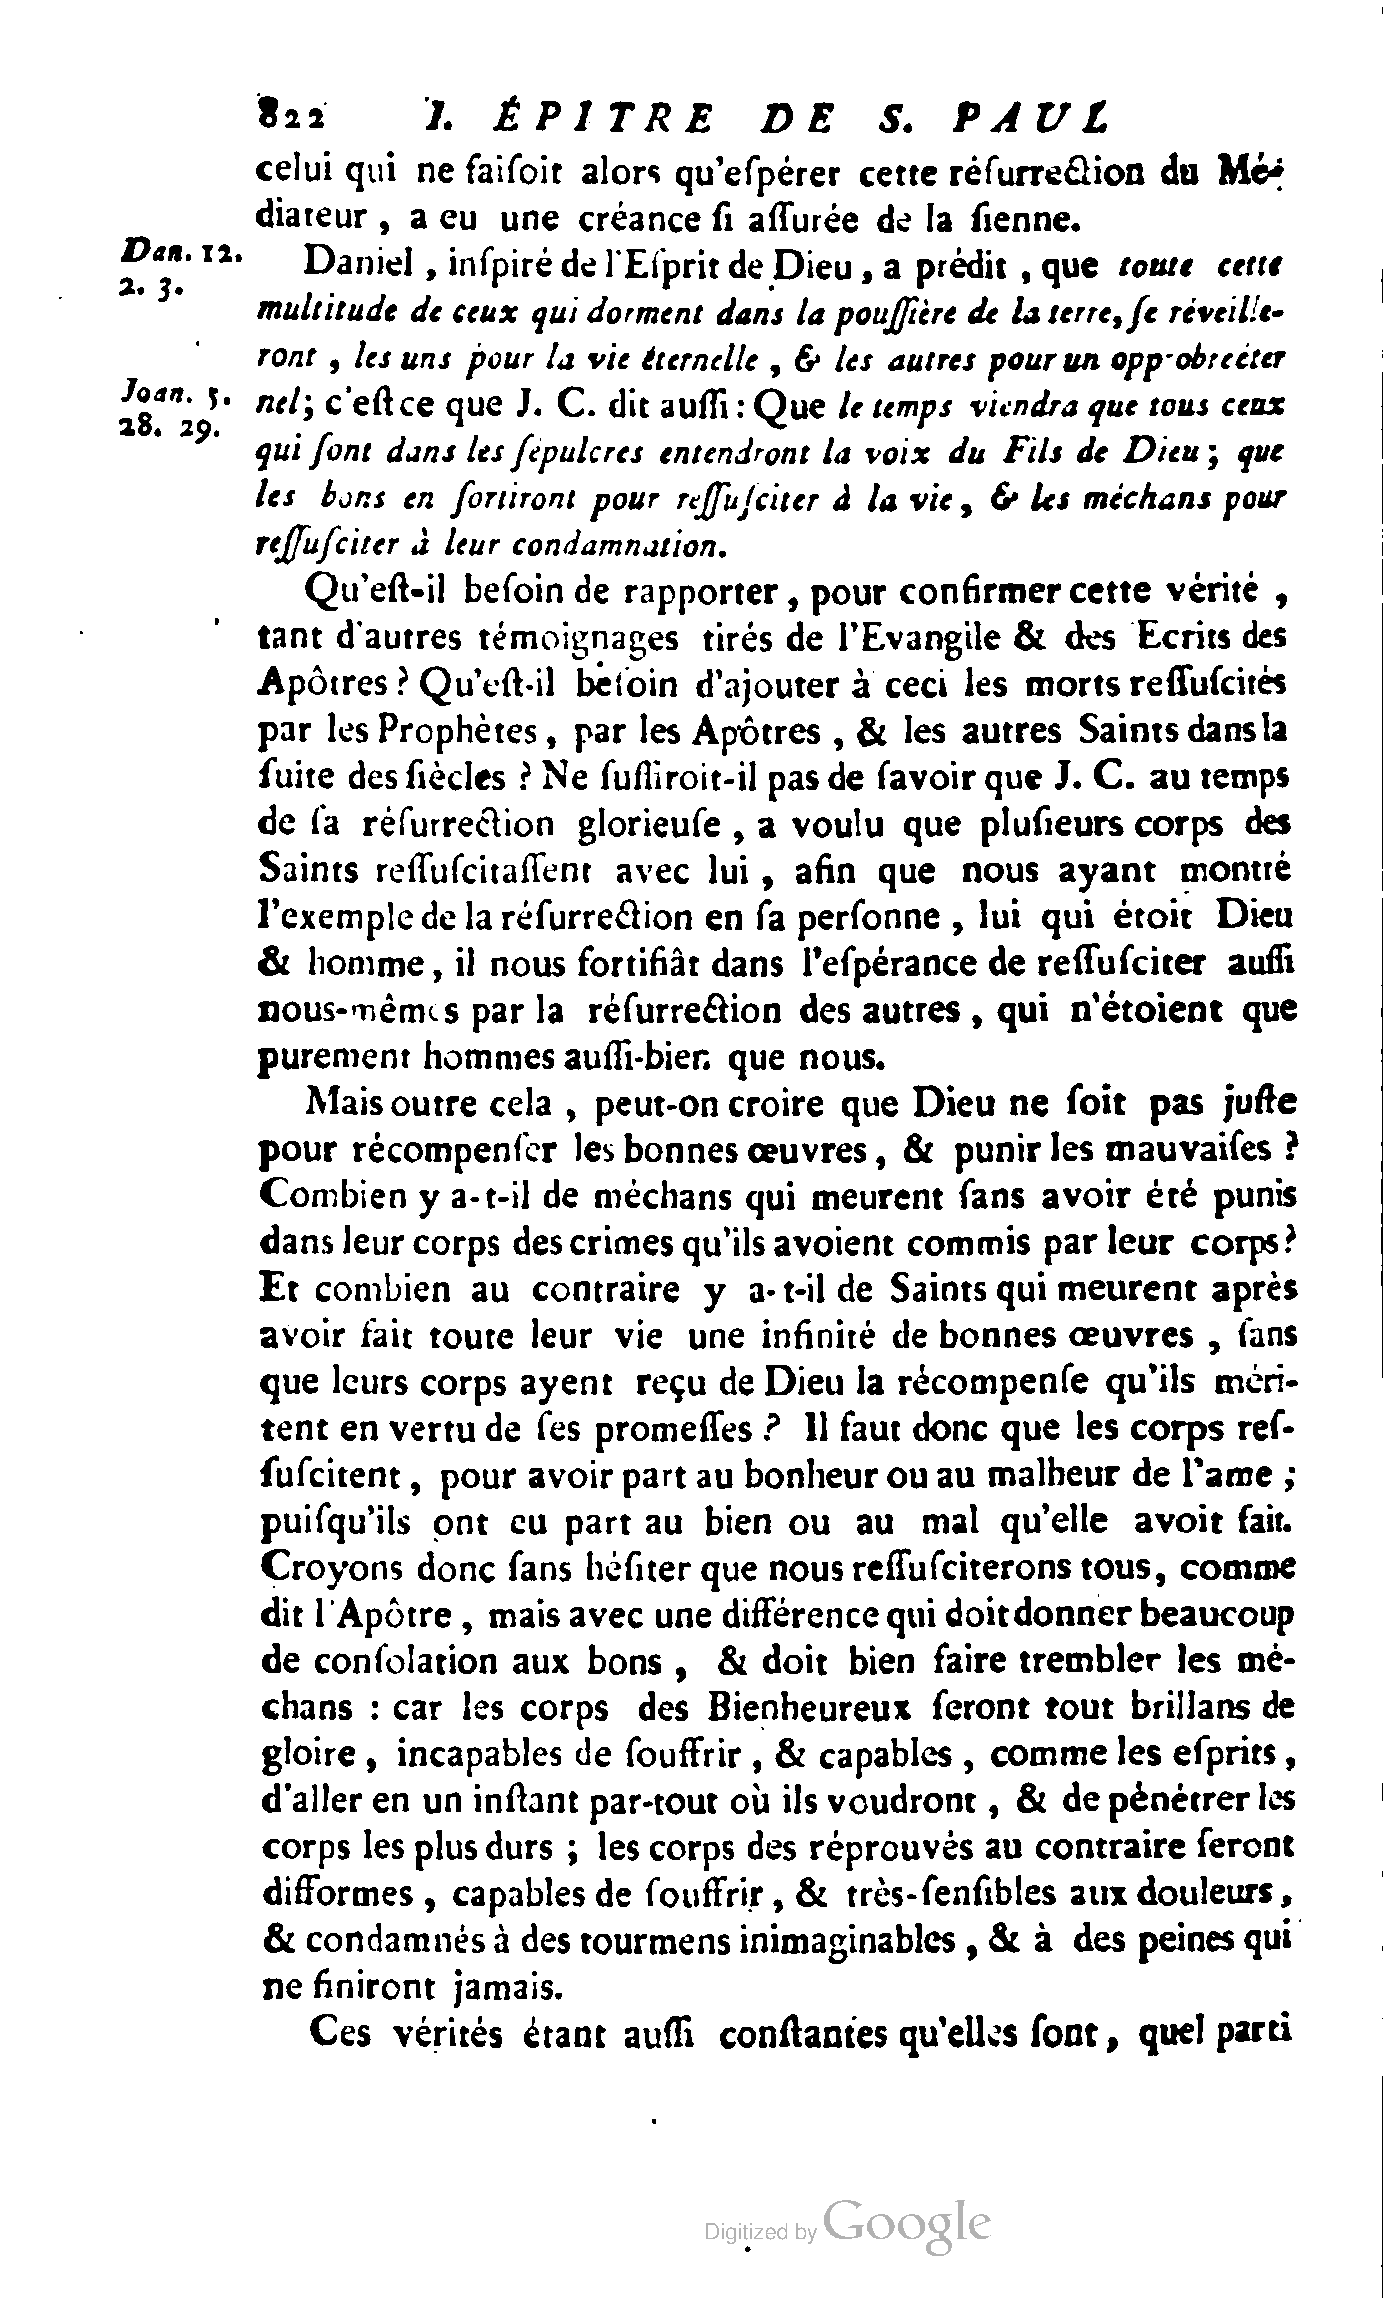 822 I. ÉPITRE DE S. PAUL
celui qui ne faiſoit alors qu'eſpérer cette réſurrection du Mé-
diateur , a eu une créance ſi aſſurée de la ſienne.
Dan. 12.
2. 3.
Daniel , inſpiré de l'Eſprit de Dieu , a prédit , que toute cette
multitude de ceux qui dorment dans la pouſſière de la terre, ſe réveille-
ront , les uns pour la vie éternelle , & les autres pour un opp-obreéter
Joan. 5.
28. 29.
nel; c'eſt ce que J. C. dit auſſi : Que le temps viendra que tous ceux
qui ſont dans les ſépulcres entendront la voix du Fils de Dieu ; que
les bons en ſortiront pour reſſuſciter à la vie, & les méchans pour
reſſuſciter à leur condamnation.
Qu'eſt-il beſoin de rapporter , pour confirmer cette vérité ,
tant d'autres témoignages tirés de l'Evangile & des Ecrits des
Apôtres ? Qu'eſt-il beſoin d'ajouter à ceci les morts reſſuſcités
par les Prophètes , par les Apôtres , & les autres Saints dans la
ſuite des ſiècles ? Ne ſuffiroit-il pas de ſavoir que J. C. au temps
de ſa réſurrection glorieuſe , a voulu que pluſieurs corps des
Saints reſſuſcitaſſent avec lui , afin que nous ayant montré
l'exemple de la réſurrection en ſa perſonne , lui qui étoit Dieu
& homme , il nous fortifiât dans l'eſpérance de reſſuſciter auſſi
nous-mêmes par la réſurrection des autres , qui n'étoient que
purement hommes auſſi-bien que nous.
Mais outre cela , peut-on croire que Dieu ne ſoit pas juſte
pour récompenſer les bonnes œuvres , & punir les mauvaiſes ?
Combien y a-t-il de méchans qui meurent ſans avoir été punis
dans leur corps des crimes qu'ils avoient commis par leur corps ?
Et combien au contraire y a-t-il de Saints qui meurent après
avoir fait toute leur vie une infinité de bonnes œuvres , ſans
que leurs corps ayent reçu de Dieu la récompenſe qu'ils méri-
tent en vertu de ſes promeſſes ? Il faut donc que les corps reſ-
ſuſcitent , pour avoir part au bonheur ou au malheur de l'ame ;
puiſqu'ils ont eu part au bien ou au mal qu'elle avoit fait.
Croyons donc ſans héſiter que nous reſſuſciterons tous, comme
dit l'Apôtre , mais avec une différence qui doit donner beaucoup
de conſolation aux bons , & doit bien faire trembler les mé-
chans : car les corps des Bienheureux ſeront tout brillans de
gloire , incapables de ſouffrir , & capables , comme les eſprits ,
d'aller en un inſtant par-tout où ils voudront , & de pénétrer les
corps les plus durs ; les corps des réprouvés au contraire ſeront
difformes , capables de ſouffrir , & très-ſenſibles aux douleurs ,
& condamnés à des tourmens inimaginables , & à des peines qui
ne finiront jamais.
Ces vérités étant auſſi conſtantes qu'elles ſont , quel parti
Digitized by Google